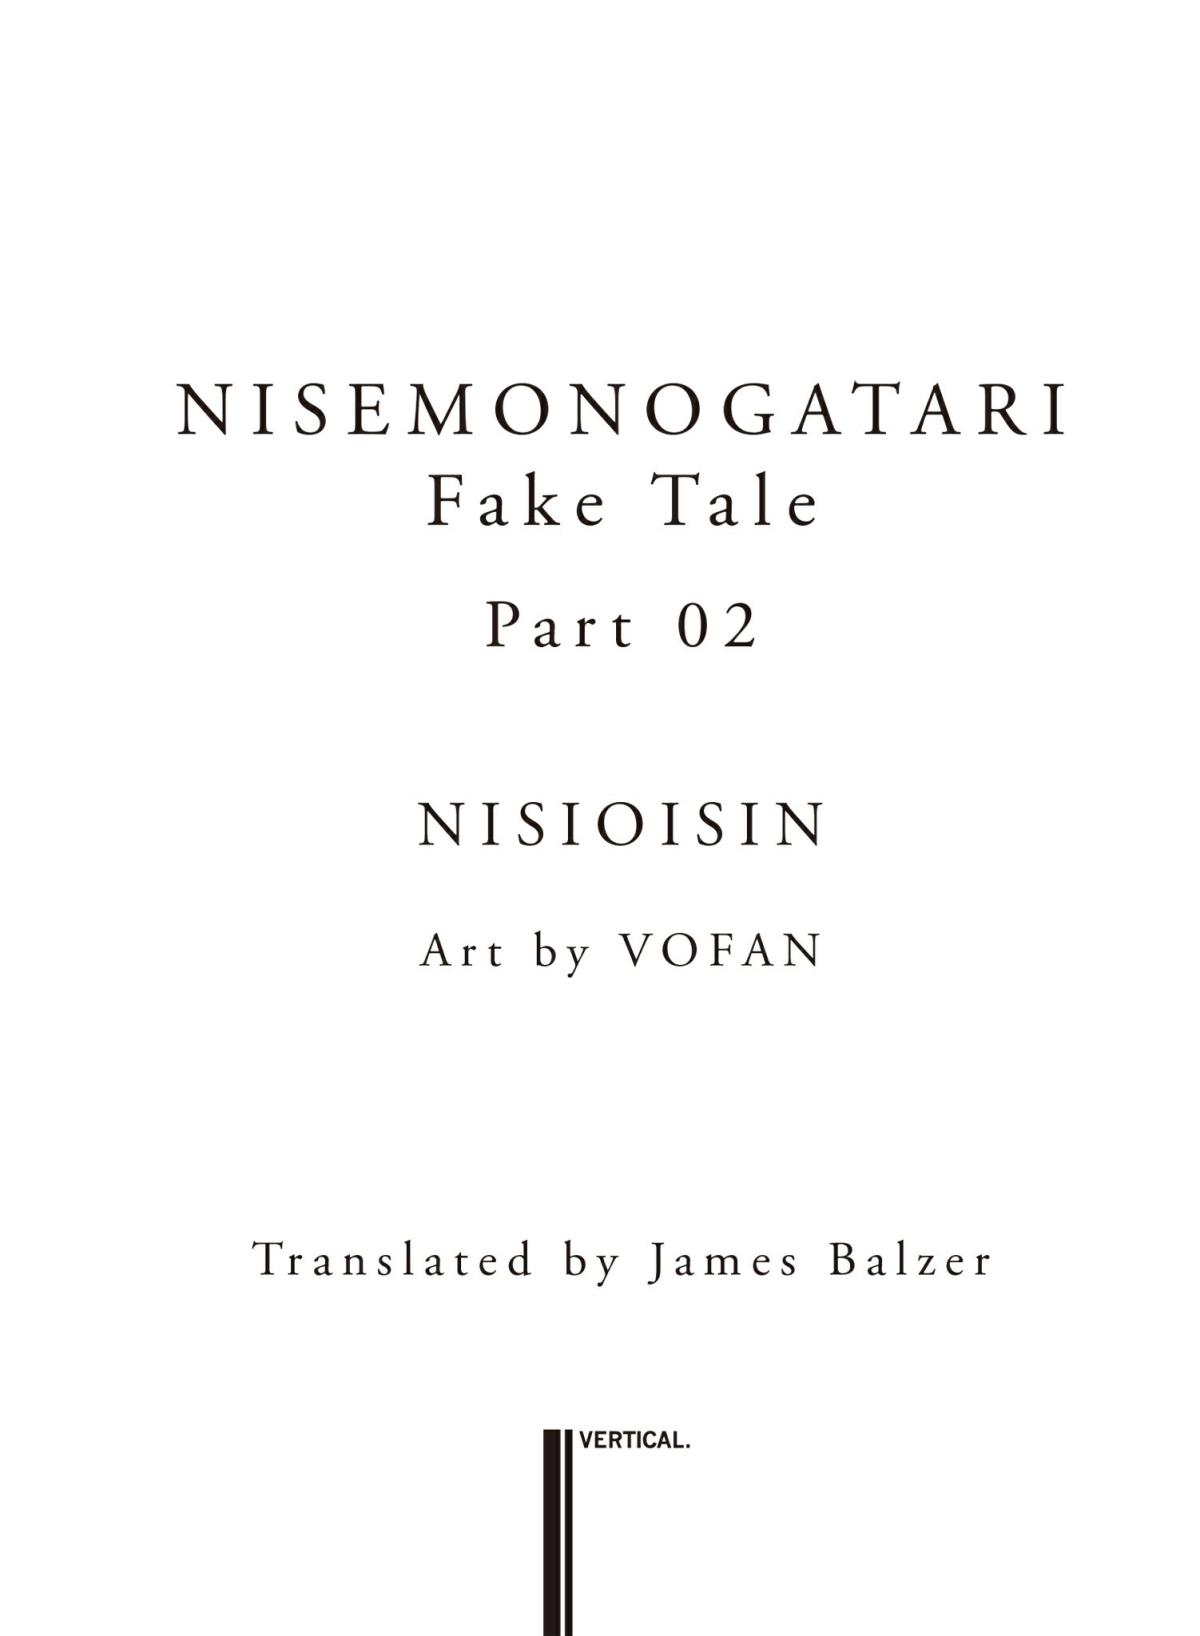 NISEMONOGATARI
Fake Tale
Part 02
NISIOISIN
Art by VOFAN
Translated by James Balzer
VERTICAL.